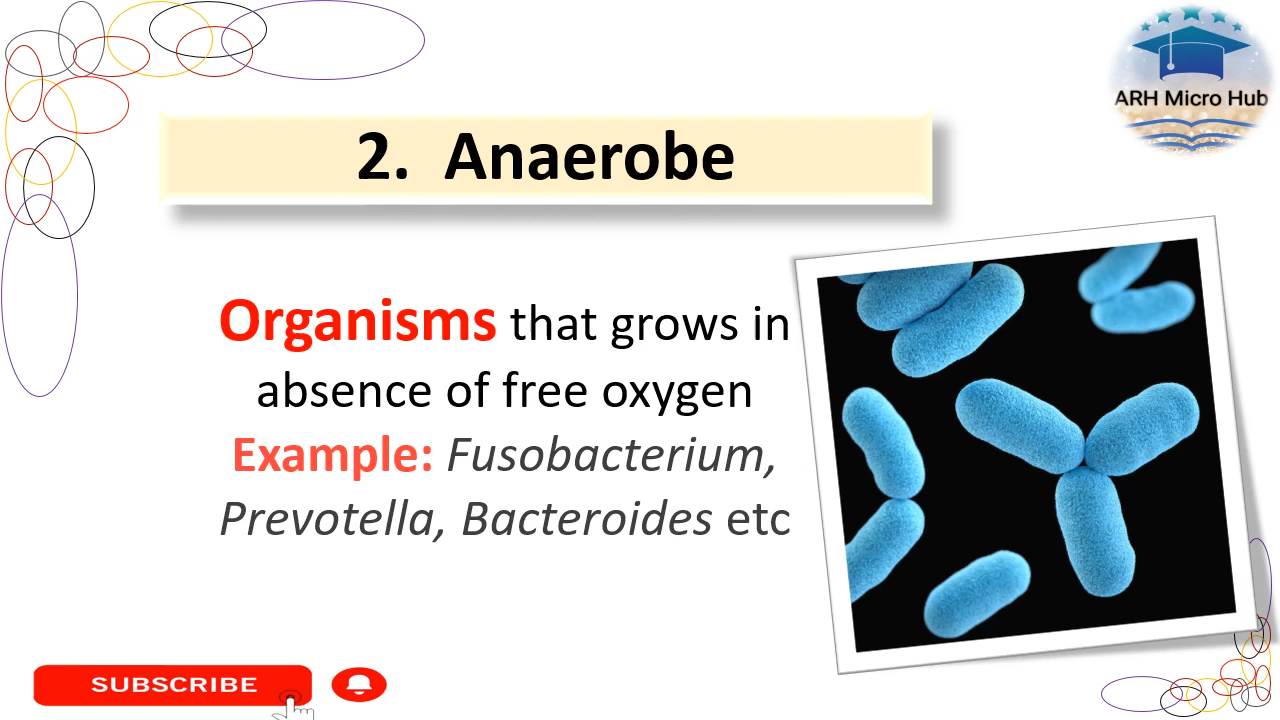 ARH Micro Hub
2. Anaerobe
Organisms that grows in
absence of free oxygen
Example: Fusobacterium,
Prevotella, Bacteroides etc
SUBSCRIBE